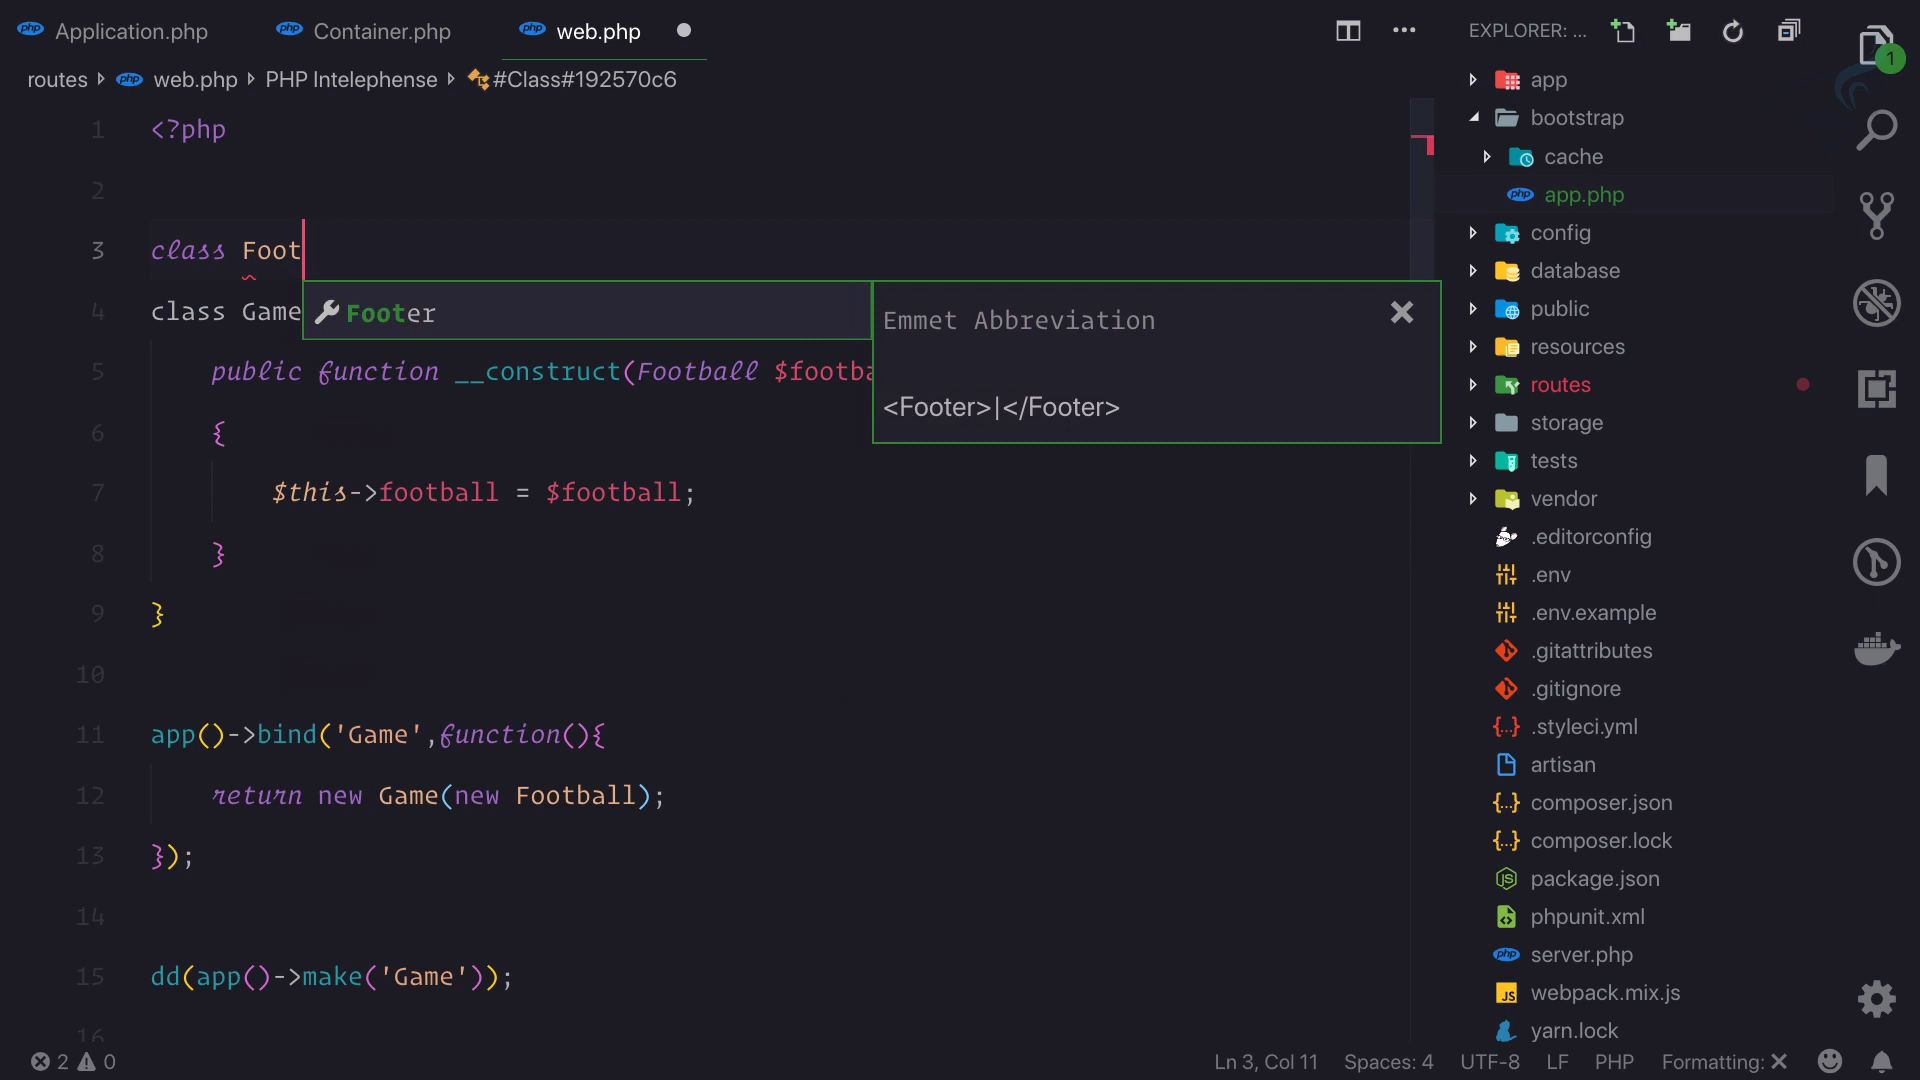 Application.php
Container.php
web.php
routes
web.php
PHP Intelephense
#Class#192570c6
1 <?php
2
3 class Foot
Footer
4 class Game
Emmet Abbreviation
<Footer>|</Footer>
5 public function __construct(Football $footba
6 {
7 $this->football = $football;
8 }
9 }
10
11 app()->bind('Game',function(){
12 return new Game(new Football);
13 });
14
15 dd(app()->make('Game'));
16
EXPLORER: ...
1
app
bootstrap
cache
app.php
config
database
public
resources
routes
storage
tests
vendor
.editorconfig
.env
.env.example
.gitattributes
.gitignore
.styleci.yml
artisan
composer.json
composer.lock
package.json
phpunit.xml
server.php
webpack.mix.js
yarn.lock
2 0
Ln 3, Col 11
Spaces: 4
UTF-8
LF
PHP
Formatting: ✕